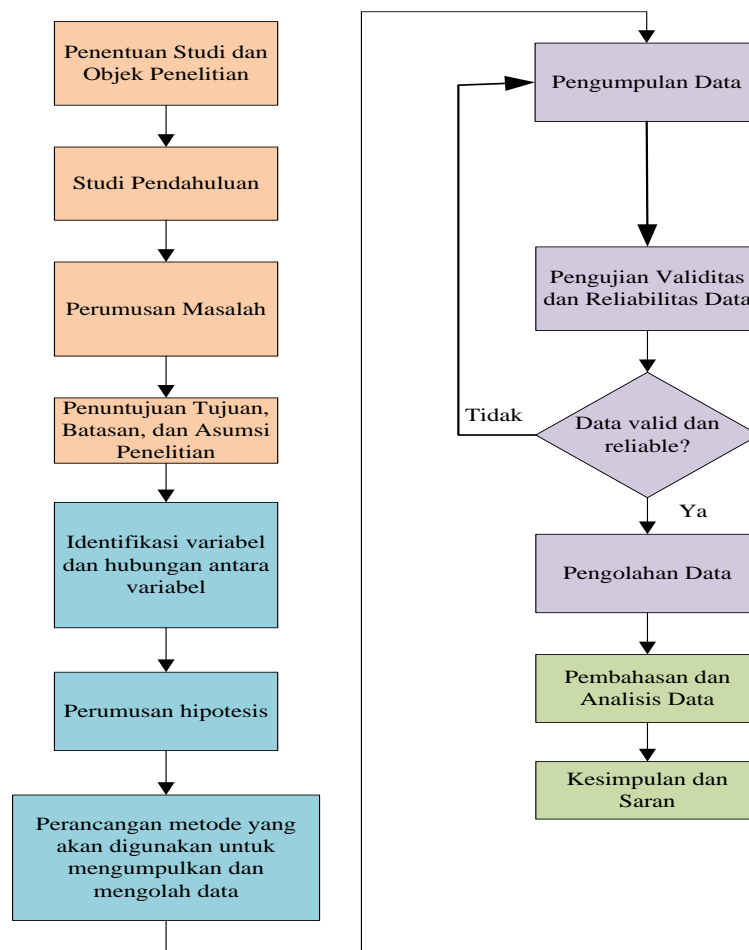 Penentuan Studi dan
Objek Penelitian
Studi Pendahuluan
Perumusan Masalah
Penuntujuan Tujuan,
Batasan, dan Asumsi
Penelitian
Identifikasi variabel
dan hubungan antara
variabel
Perumusan hipotesis
Perancangan metode yang
akan digunakan untuk
mengumpulkan dan
mengolah data
Pengumpulan Data
Pengujian Validitas
dan Reliabilitas Data
Data valid dan
reliable?
Tidak
Ya
Pengolahan Data
Pembahasan dan
Analisis Data
Kesimpulan dan
Saran